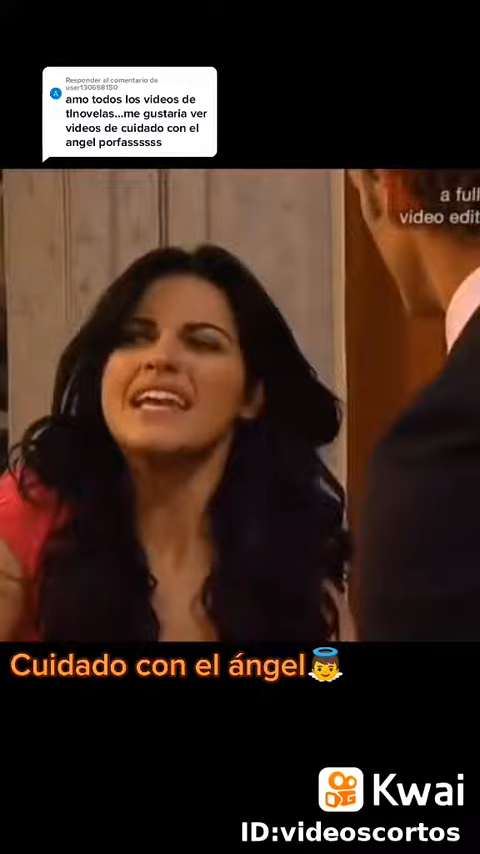 Responder al comentario de
user130668150
A
amo todos los videos de
tlnovelas...me gustaria ver
videos de cuidado con el
angel porfassssss
a full
video edit
Cuidado con el ángel👼
Kwai
ID:videoscortos